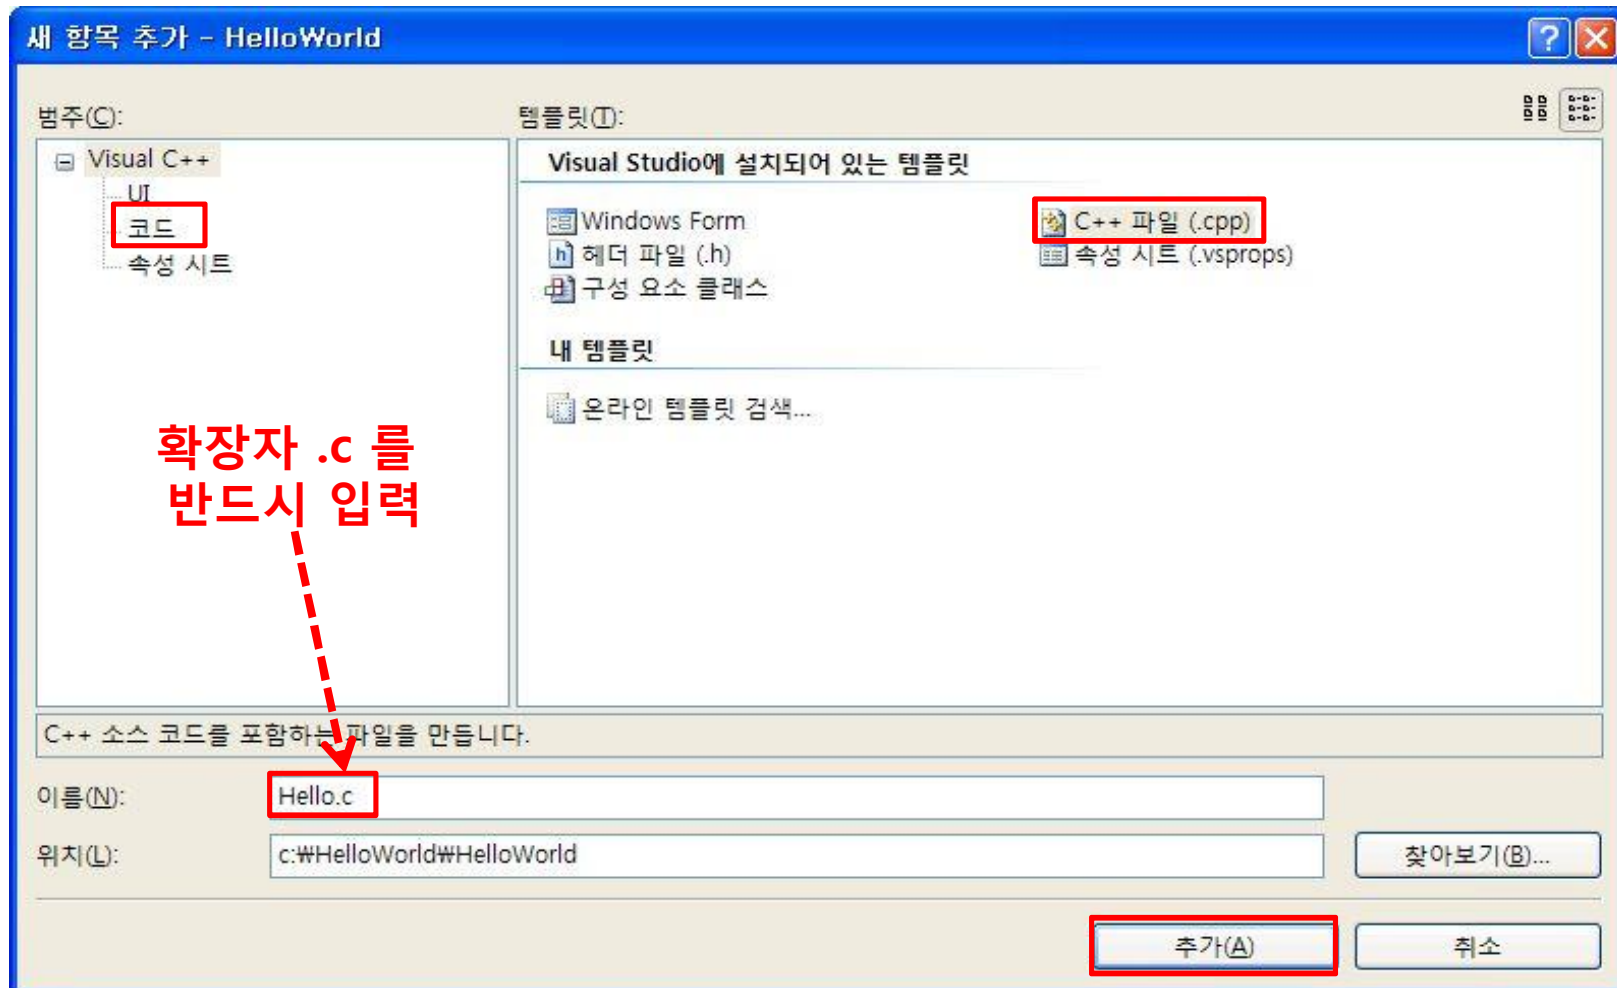 새 항목 추가 - HelloWorld
범주(C):
템플릿(T):
Visual C++
UI
코드
속성 시트
Visual Studio에 설치되어 있는 템플릿
Windows Form
C++ 파일 (.cpp)
헤더 파일 (.h)
속성 시트 (.vsprops)
구성 요소 클래스
내 템플릿
온라인 템플릿 검색...
확장자 .c 를
반드시 입력
C++ 소스 코드를 포함하는 파일을 만듭니다.
이름(N):
Hello.c
위치(L):
c:₩HelloWorld₩HelloWorld
찾아보기(B)...
추가(A)
취소